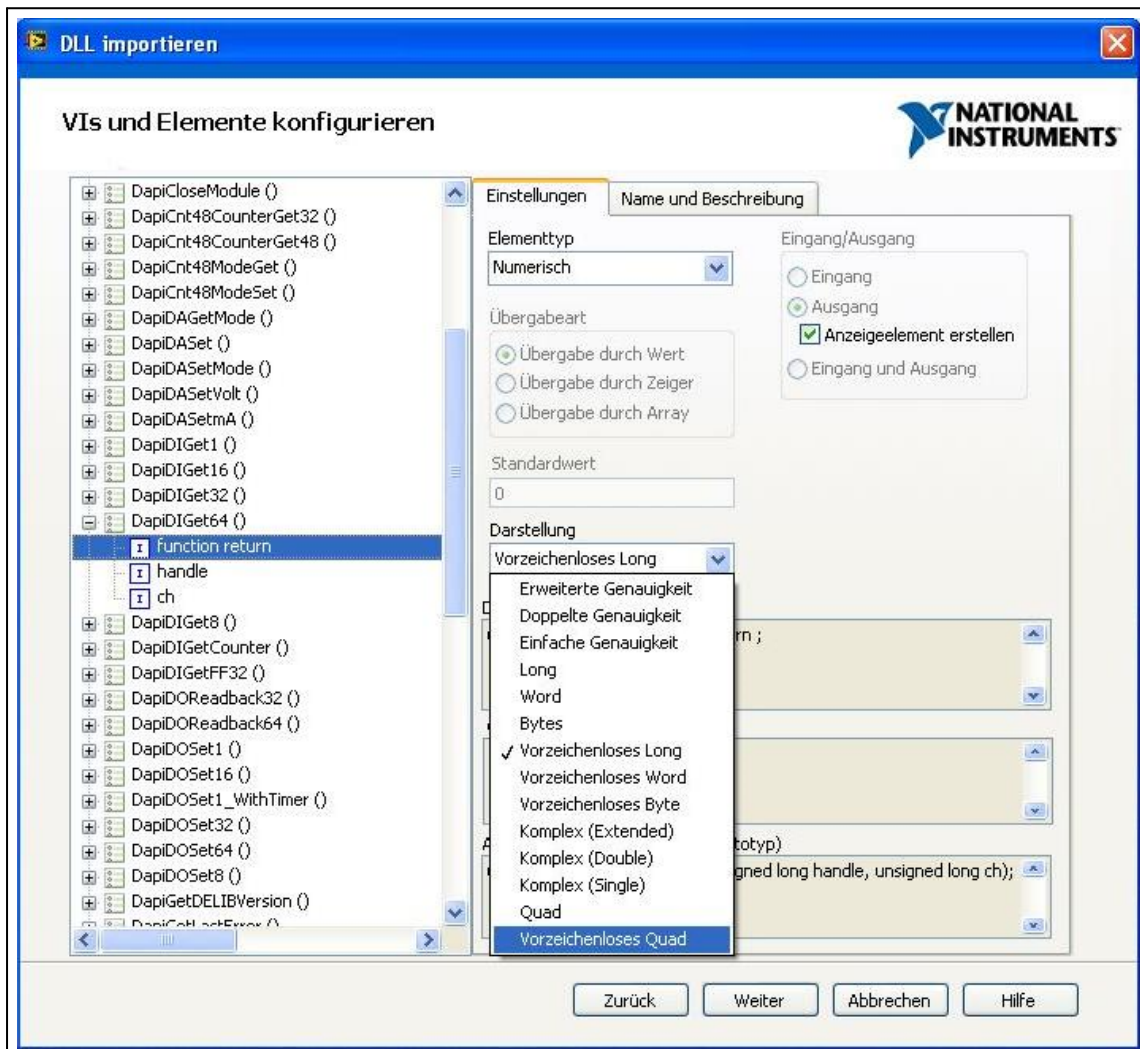 DLL importieren
VIs und Elemente konfigurieren
NATIONAL
INSTRUMENTS
DapiCloseModule ()
DapiCnt48CounterGet32 ()
DapiCnt48CounterGet48 ()
DapiCnt48ModeGet ()
DapiCnt48ModeSet ()
DapiDAGetMode ()
DapiDASet ()
DapiDASetMode ()
DapiDASetVolt ()
DapiDASetmA ()
DapiDIGet1 ()
DapiDIGet16 ()
DapiDIGet32 ()
DapiDIGet64 ()
function return
handle
ch
DapiDIGet8 ()
DapiDIGetCounter ()
DapiDIGetFF32 ()
DapiDOReadback32 ()
DapiDOReadback64 ()
DapiDOSet1 ()
DapiDOSet16 ()
DapiDOSet1_WithTimer ()
DapiDOSet32 ()
DapiDOSet64 ()
DapiDOSet8 ()
DapiGetDELIBVersion ()
DapiGetLastError ()
Einstellungen
Name und Beschreibung
Elementtyp
Numerisch
Eingang/Ausgang
Eingang
Ausgang
Anzeigeelement erstellen
Eingang und Ausgang
Übergabeart
Übergabe durch Wert
Übergabe durch Zeiger
Übergabe durch Array
Standardwert
0
Darstellung
Vorzeichenloses Long
Erweiterte Genauigkeit
Doppelte Genauigkeit
Einfache Genauigkeit
Long
Word
Bytes
Vorzeichenloses Long
Vorzeichenloses Word
Vorzeichenloses Byte
Komplex (Extended)
Komplex (Double)
Komplex (Single)
Quad
Vorzeichenloses Quad
rn ;
totyp)
gned long handle, unsigned long ch);
Zurück
Weiter
Abbrechen
Hilfe